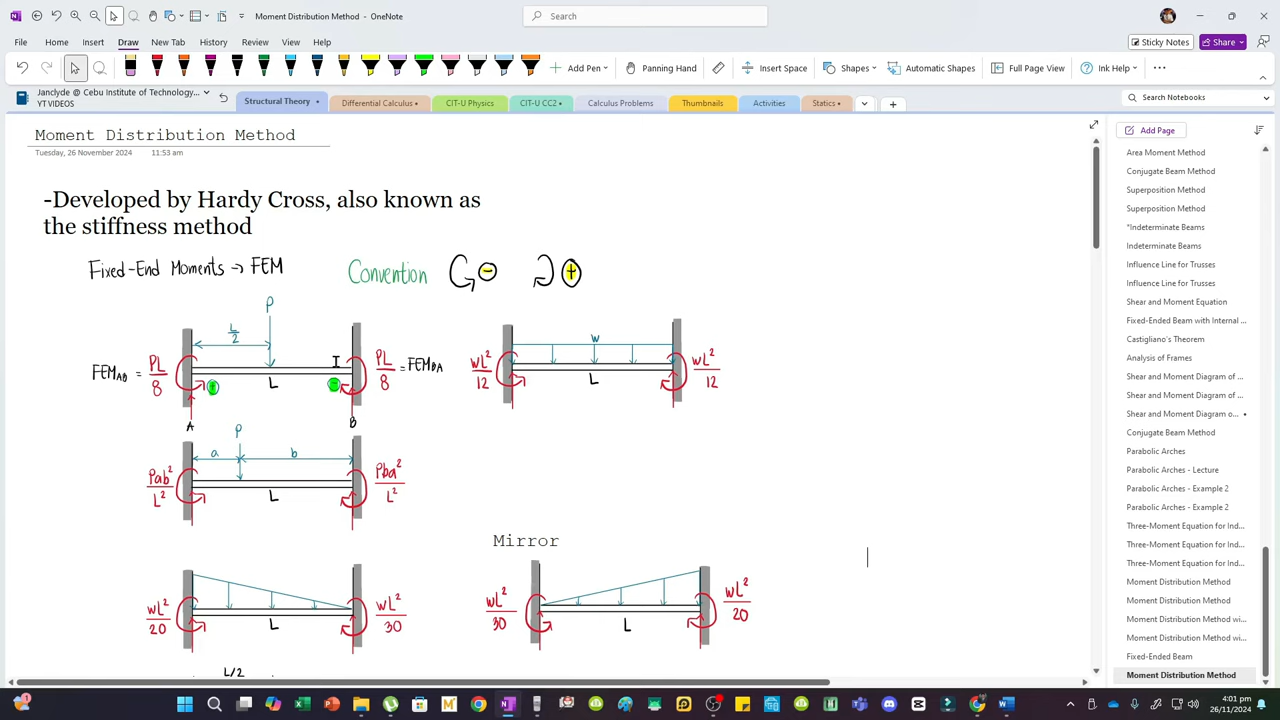 Moment Distribution Method - OneNote
Search
File Home Insert Draw New Tab History Review View Help
Sticky Notes Share
Add Pen Panning Hand Insert Space Shapes Automatic Shapes Full Page View Ink Help
Janclyde @ Cebu Institute of Technology...
YT VIDEOS
Structural Theory Differential Calculus CIT-U Physics CIT-U CC2 Calculus Problems Thumbnails Activities Statics
Search Notebooks
Moment Distribution Method
Tuesday, 26 November 2024 11:53 am
-Developed by Hardy Cross, also known as
the stiffness method
Fixed-End Moments → FEM
Convention - +
P
L/2
I
FEMAB = PL/8
+ L -
PL/8 = FEMBA
A B
w
wL²/12 L wL²/12
P
a b
Pab²/L² L Pba²/L²
Mirror
wL²/20 L wL²/30
wL²/30 L wL²/20
L/2
Add Page
Area Moment Method
Conjugate Beam Method
Superposition Method
Superposition Method
*Indeterminate Beams
Indeterminate Beams
Influence Line for Trusses
Influence Line for Trusses
Shear and Moment Equation
Fixed-Ended Beam with Internal ...
Castigliano's Theorem
Analysis of Frames
Shear and Moment Diagram of ...
Shear and Moment Diagram of ...
Shear and Moment Diagram o...
Conjugate Beam Method
Parabolic Arches
Parabolic Arches - Lecture
Parabolic Arches - Example 2
Parabolic Arches - Example 2
Three-Moment Equation for Ind...
Three-Moment Equation for Ind...
Three-Moment Equation for Ind...
Moment Distribution Method
Moment Distribution Method
Moment Distribution Method wi...
Moment Distribution Method wi...
Fixed-Ended Beam
Moment Distribution Method
4:01 pm
26/11/2024